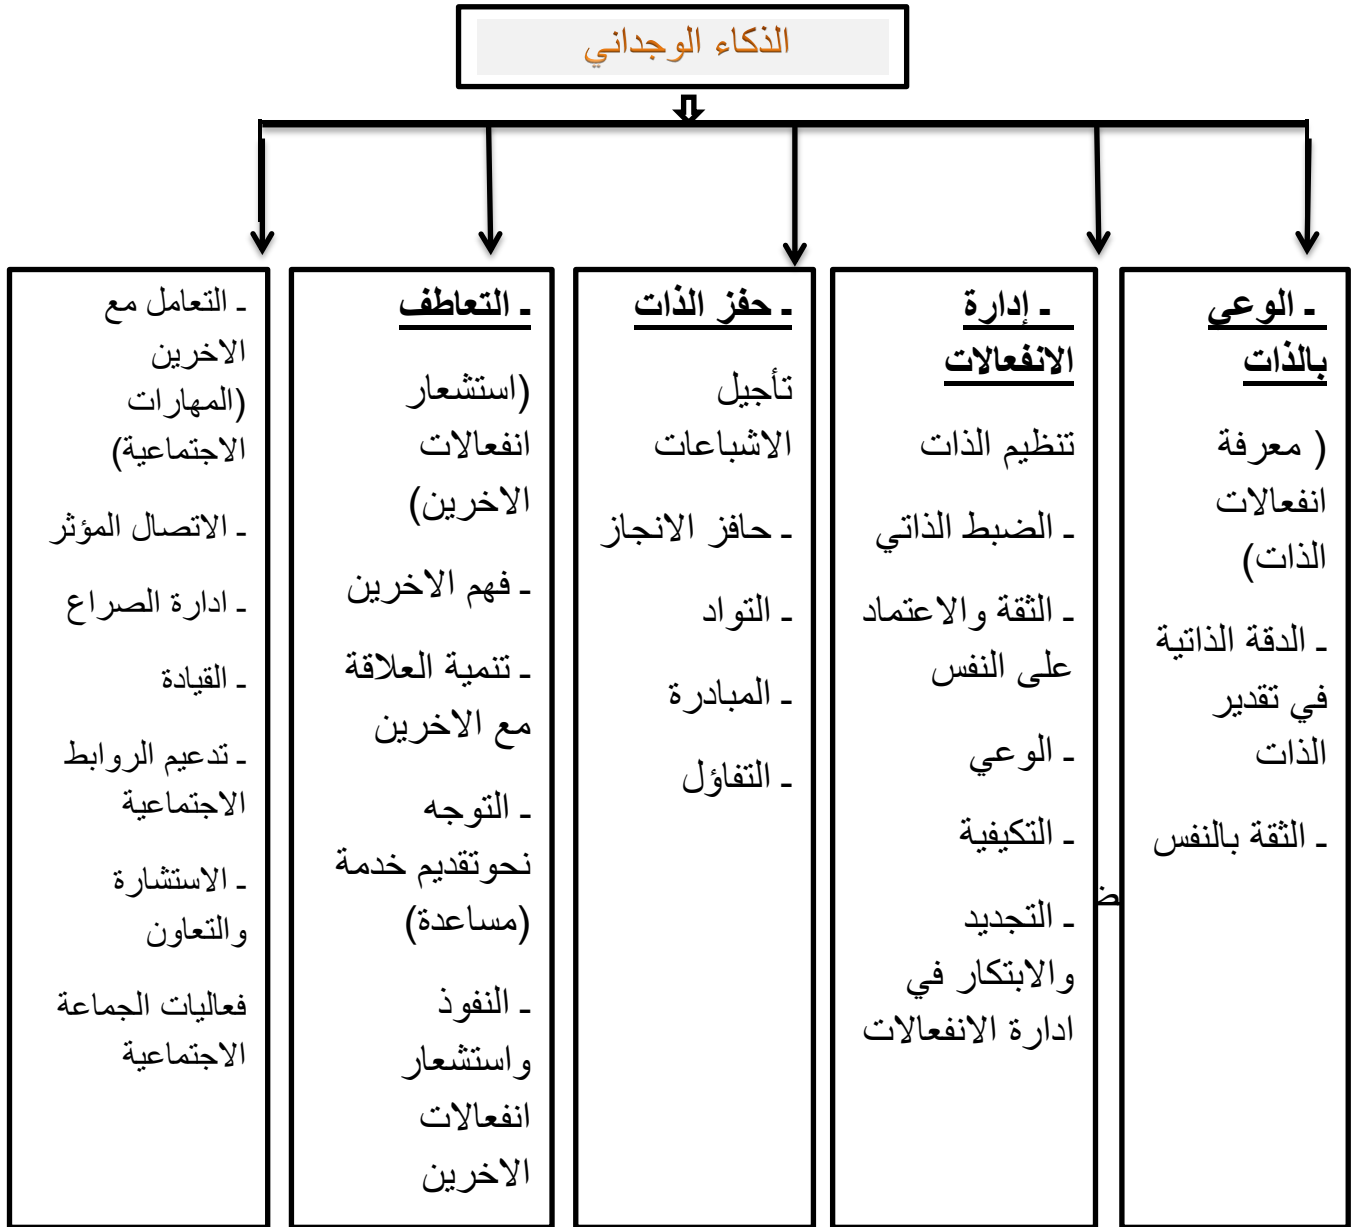 الذكاء الوجداني
ـ الوعي
بالذات
( معرفة
انفعالات
الذات)
ـ الدقة الذاتية
في تقدير
الذات
ـ الثقة بالنفس
ـ إدارة
الانفعالات
تنظيم الذات
ـ الضبط الذاتي
ـ الثقة والاعتماد
على النفس
ـ الوعي
ـ التكيفية
ـ التجديد
والابتكار في
ادارة الانفعالات
ـ حفز الذات
تأجيل
الاشباعات
ـ حافز الانجاز
ـ التواد
ـ المبادرة
ـ التفاؤل
ـ التعاطف
(استشعار
انفعالات
الاخرين)
ـ فهم الاخرين
ـ تنمية العلاقة
مع الاخرين
ـ التوجه
نحوتقديم خدمة
(مساعدة)
ـ النفوذ
واستشعار
انفعالات
الاخرين
ـ التعامل مع
الاخرين
(المهارات
الاجتماعية)
ـ الاتصال المؤثر
ـ ادارة الصراع
ـ القيادة
ـ تدعيم الروابط
الاجتماعية
ـ الاستشارة
والتعاون
فعاليات الجماعة
الاجتماعية